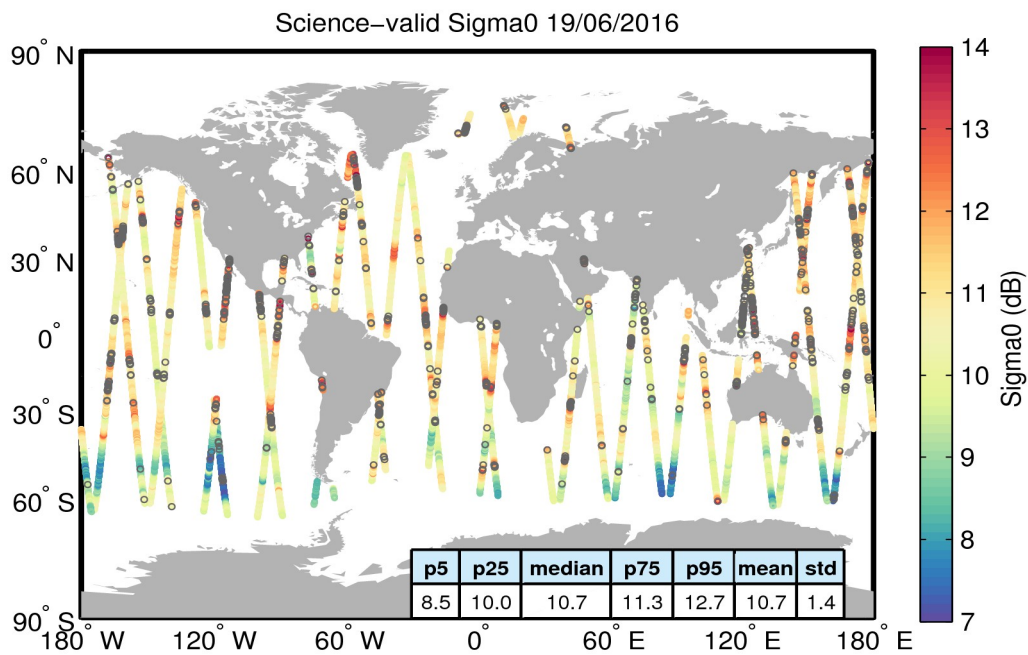 Science−valid Sigma0 19/06/2016
90° N
60° N
30° N
0°
30° S
60° S
90° S
180° W
120° W
60° W
0°
60° E
120° E
180° E
14
13
12
11
10
9
8
7
Sigma0 (dB)
p5 p25 median p75 p95 mean std
8.5 10.0 10.7 11.3 12.7 10.7 1.4